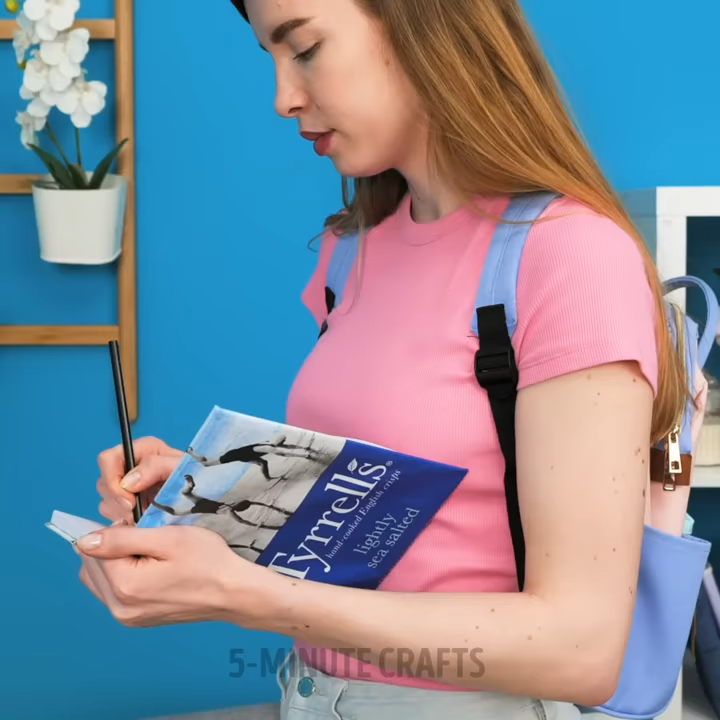 Tyrrells®
hand-cooked English crisps
lightly
sea salted
5-MINUTE CRAFTS